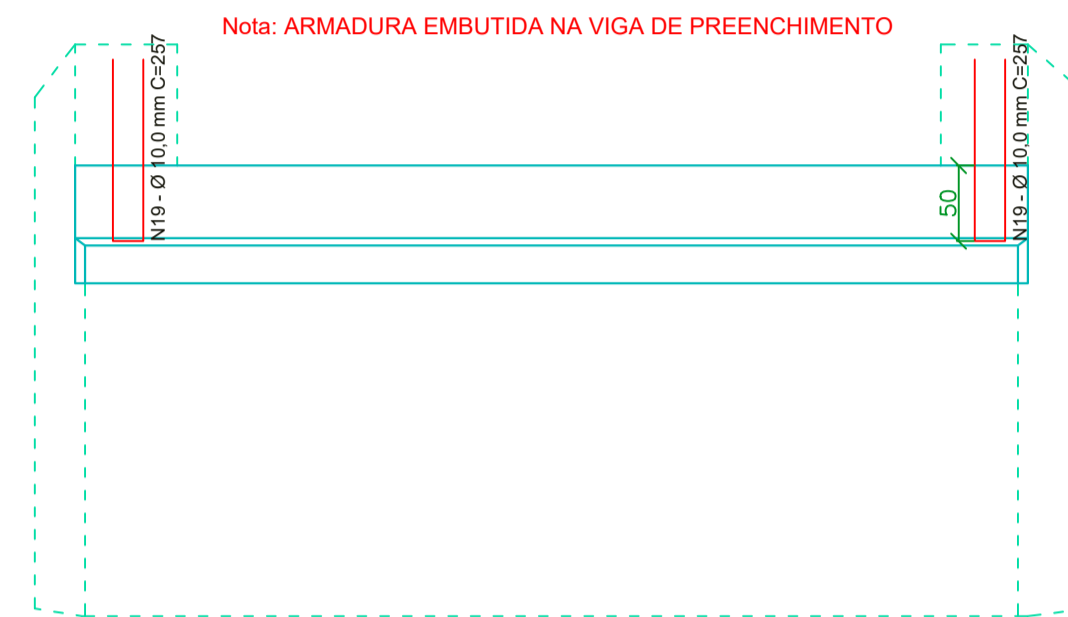 Nota: ARMADURA EMBUTIDA NA VIGA DE PREENCHIMENTO
N19 - Ø 10,0 mm C=257
50
N19 - Ø 10,0 mm C=257